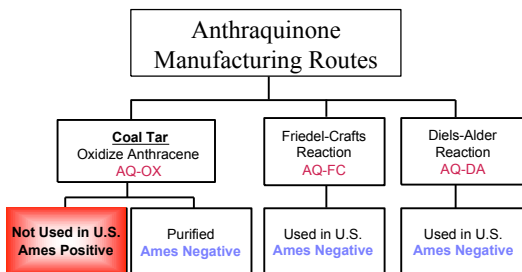 Anthraquinone
Manufacturing Routes
Coal Tar
Oxidize Anthracene
AQ-OX
Friedel-Crafts
Reaction
AQ-FC
Diels-Alder
Reaction
AQ-DA
Not Used in U.S.
Ames Positive
Purified
Ames Negative
Used in U.S.
Ames Negative
Used in U.S.
Ames Negative